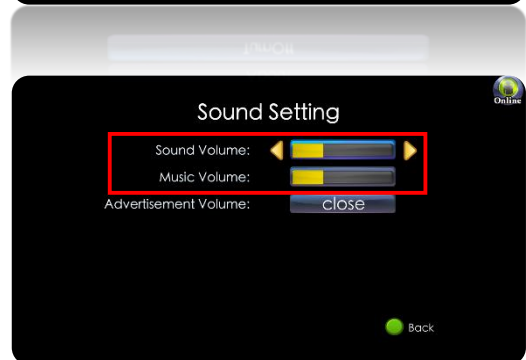 Online
Sound Setting
Sound Volume:
Music Volume:
Advertisement Volume: close
Back